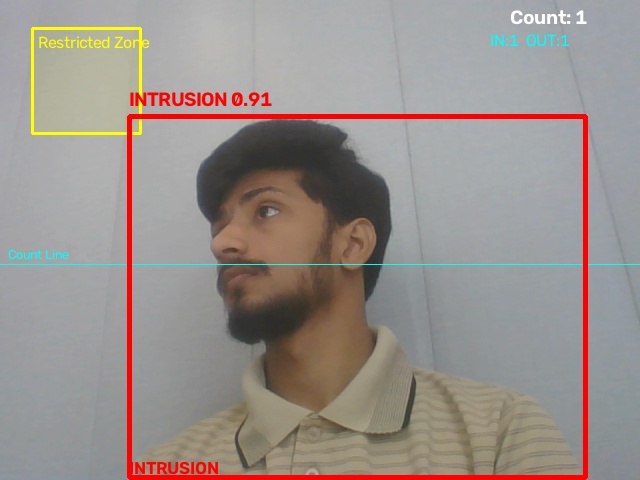 Count: 1
IN:1 OUT:1
Restricted Zone
INTRUSION 0.91
Count Line
INTRUSION